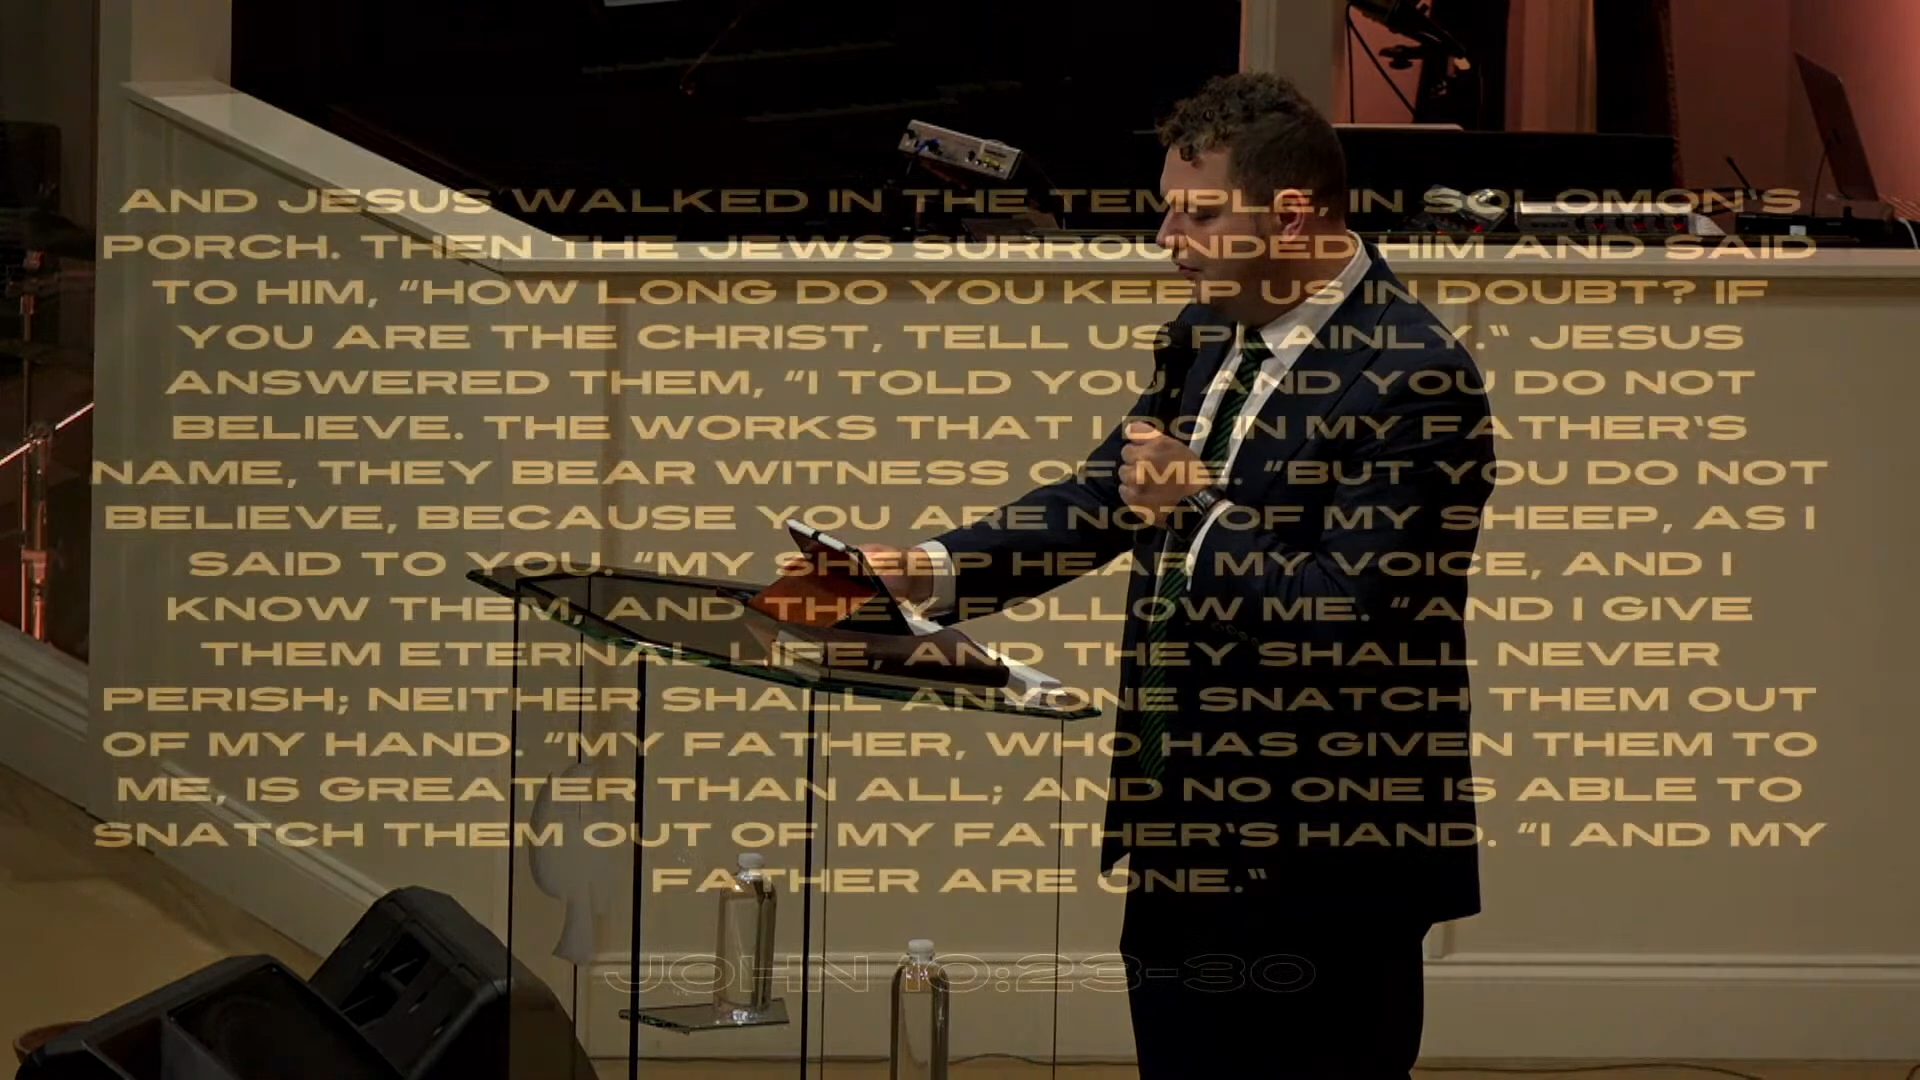 AND JESUS WALKED IN THE TEMPLE, IN SOLOMON'S
PORCH. THEN THE JEWS SURROUNDED HIM AND SAID
TO HIM, "HOW LONG DO YOU KEEP US IN DOUBT? IF
YOU ARE THE CHRIST, TELL US PLAINLY." JESUS
ANSWERED THEM, "I TOLD YOU, AND YOU DO NOT
BELIEVE. THE WORKS THAT I DO IN MY FATHER'S
NAME, THEY BEAR WITNESS OF ME. "BUT YOU DO NOT
BELIEVE, BECAUSE YOU ARE NOT OF MY SHEEP, AS I
SAID TO YOU. "MY SHEEP HEAR MY VOICE, AND I
KNOW THEM, AND THEY FOLLOW ME. "AND I GIVE
THEM ETERNAL LIFE, AND THEY SHALL NEVER
PERISH; NEITHER SHALL ANYONE SNATCH THEM OUT
OF MY HAND. "MY FATHER, WHO HAS GIVEN THEM TO
ME, IS GREATER THAN ALL; AND NO ONE IS ABLE TO
SNATCH THEM OUT OF MY FATHER'S HAND. "I AND MY
FATHER ARE ONE."
JOHN 10:23-30